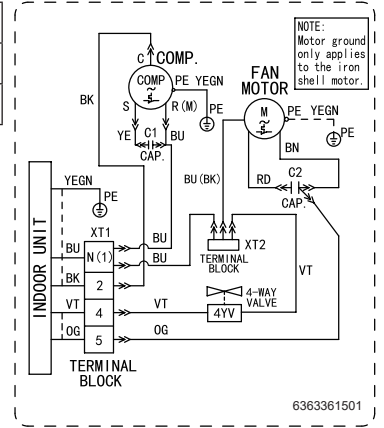 NOTE:
Motor ground
only applies
to the iron
shell motor.
C COMP.
COMP
PE YEGN
FAN
MOTOR
M
PE YEGN
BK
S
R(M)
PE
PE
YE
C1
BU
CAP.
BN
BU(BK)
RD
C2
CAP.
YEGN
PE
INDOOR UNIT
XT1
BU
N(1)
BU
BU
XT2
TERMINAL
BLOCK
BK
2
VT
VT
4
VT
4YV
4-WAY
VALVE
OG
5
OG
TERMINAL
BLOCK
6363361501